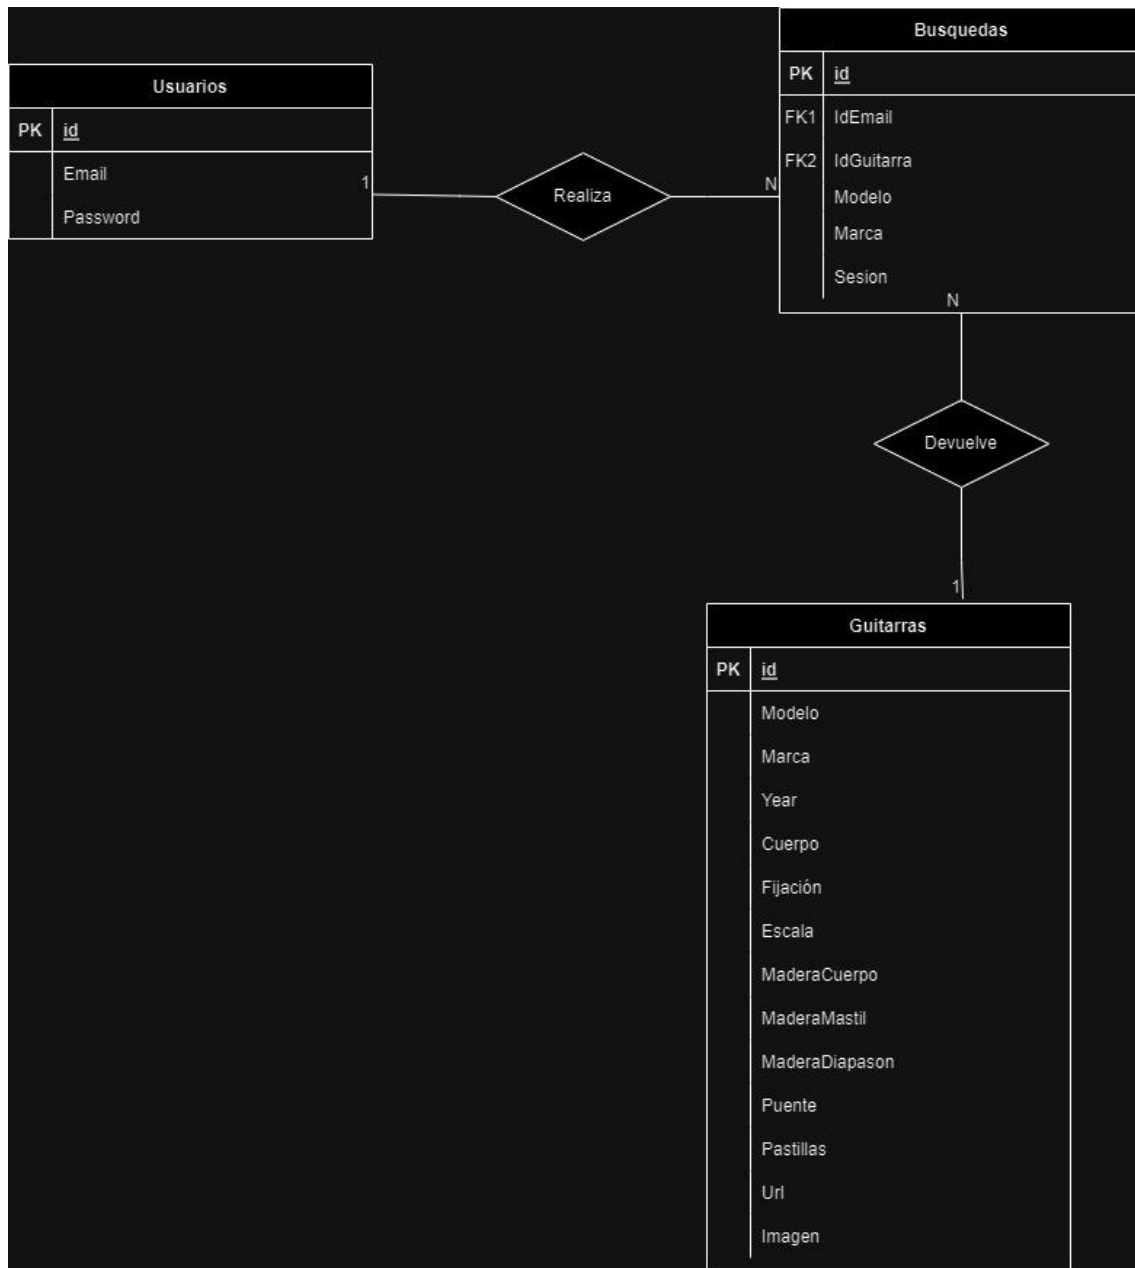 Usuarios
PK id
Email
Password
1
Realiza
N
Busquedas
PK id
FK1 IdEmail
FK2 IdGuitarra
Modelo
Marca
Sesion
N
Devuelve
1
Guitarras
PK id
Modelo
Marca
Year
Cuerpo
Fijación
Escala
MaderaCuerpo
MaderaMastil
MaderaDiapason
Puente
Pastillas
Url
Imagen